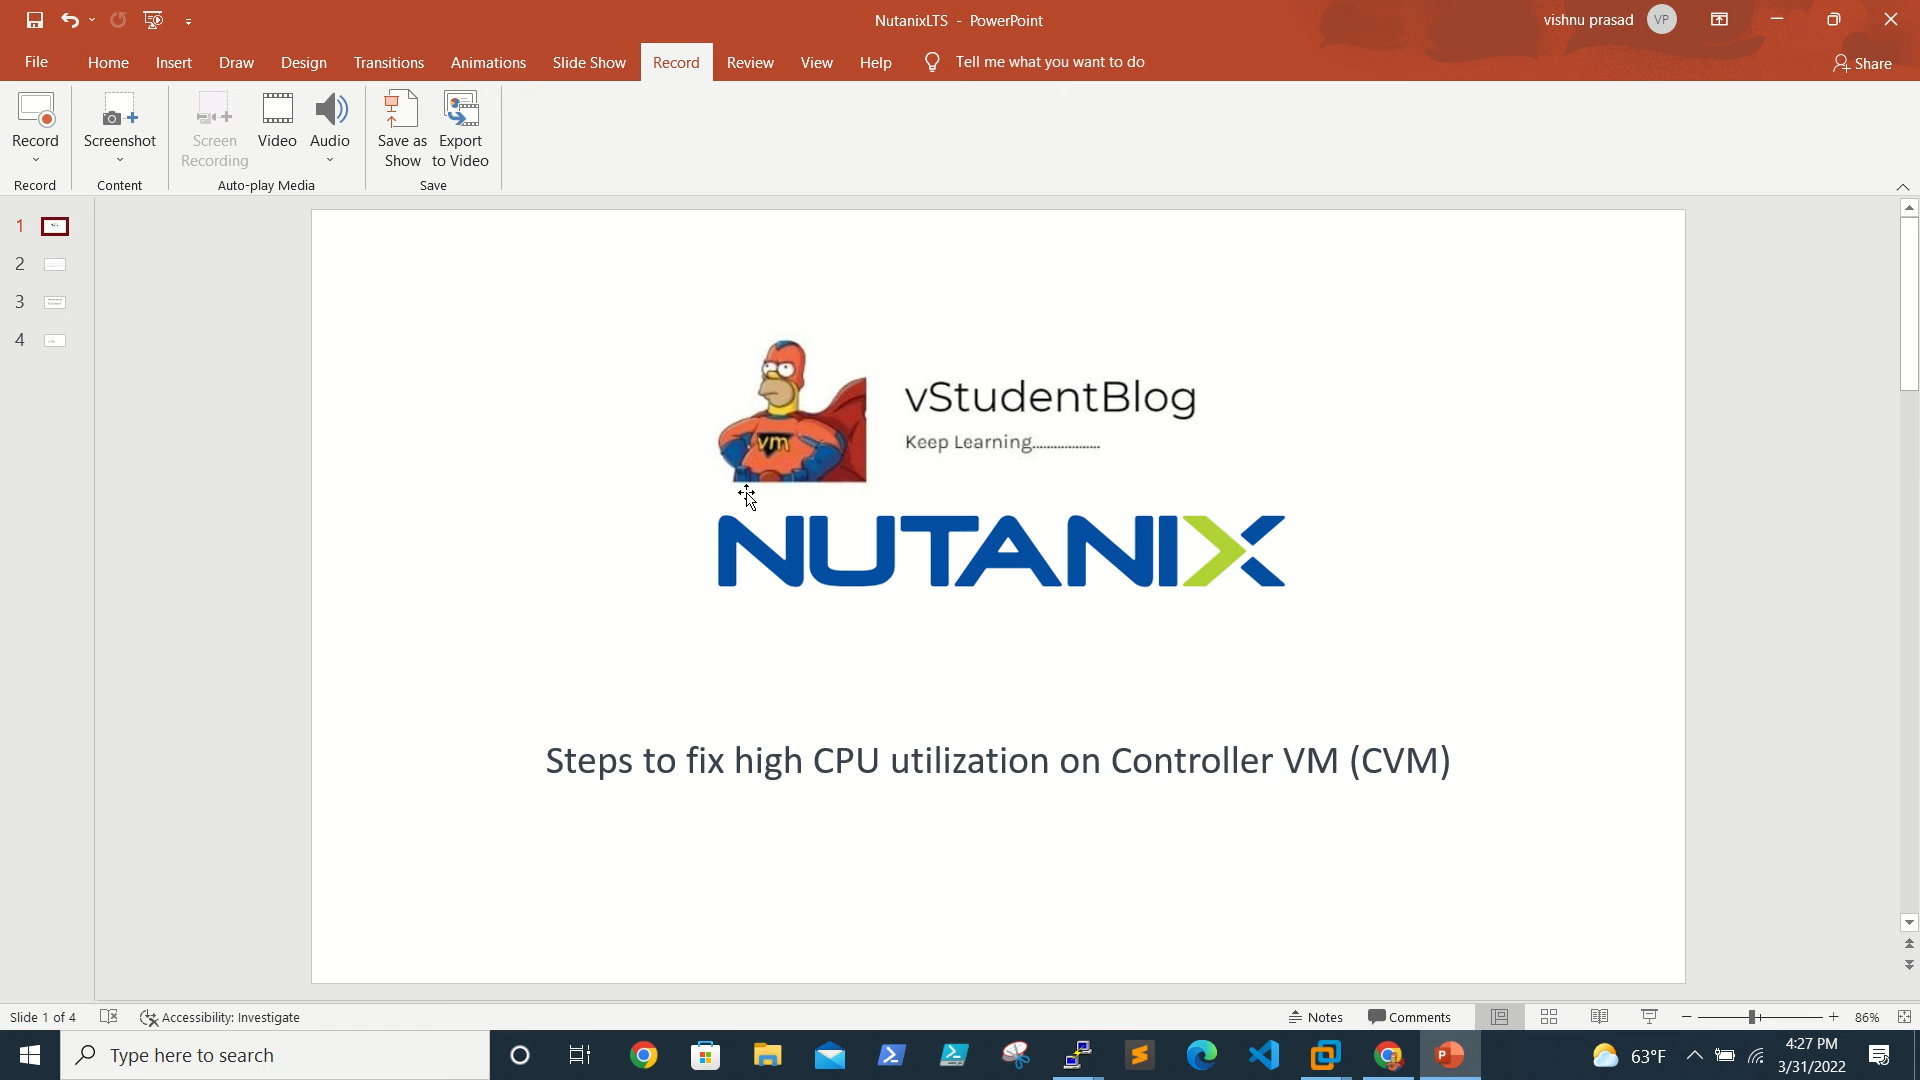 NutanixLTS - PowerPoint
vishnu prasad VP
File Home Insert Draw Design Transitions Animations Slide Show Record Review View Help Tell me what you want to do Share
Record Screenshot Screen Recording Video Audio Save as Show Export to Video
Record Content Auto-play Media Save
1
2
3
4
vStudentBlog
Keep Learning...................
vm
NUTANIX
Steps to fix high CPU utilization on Controller VM (CVM)
Slide 1 of 4 Accessibility: Investigate Notes Comments 86%
Type here to search
63°F
4:27 PM
3/31/2022